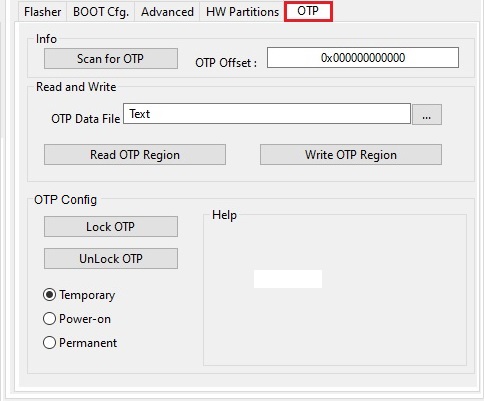 Flasher BOOT Cfg. Advanced HW Partitions OTP
Info
Scan for OTP OTP Offset : 0x000000000000
Read and Write
OTP Data File Text ...
Read OTP Region Write OTP Region
OTP Config
Help
Lock OTP
UnLock OTP
Temporary
Power-on
Permanent